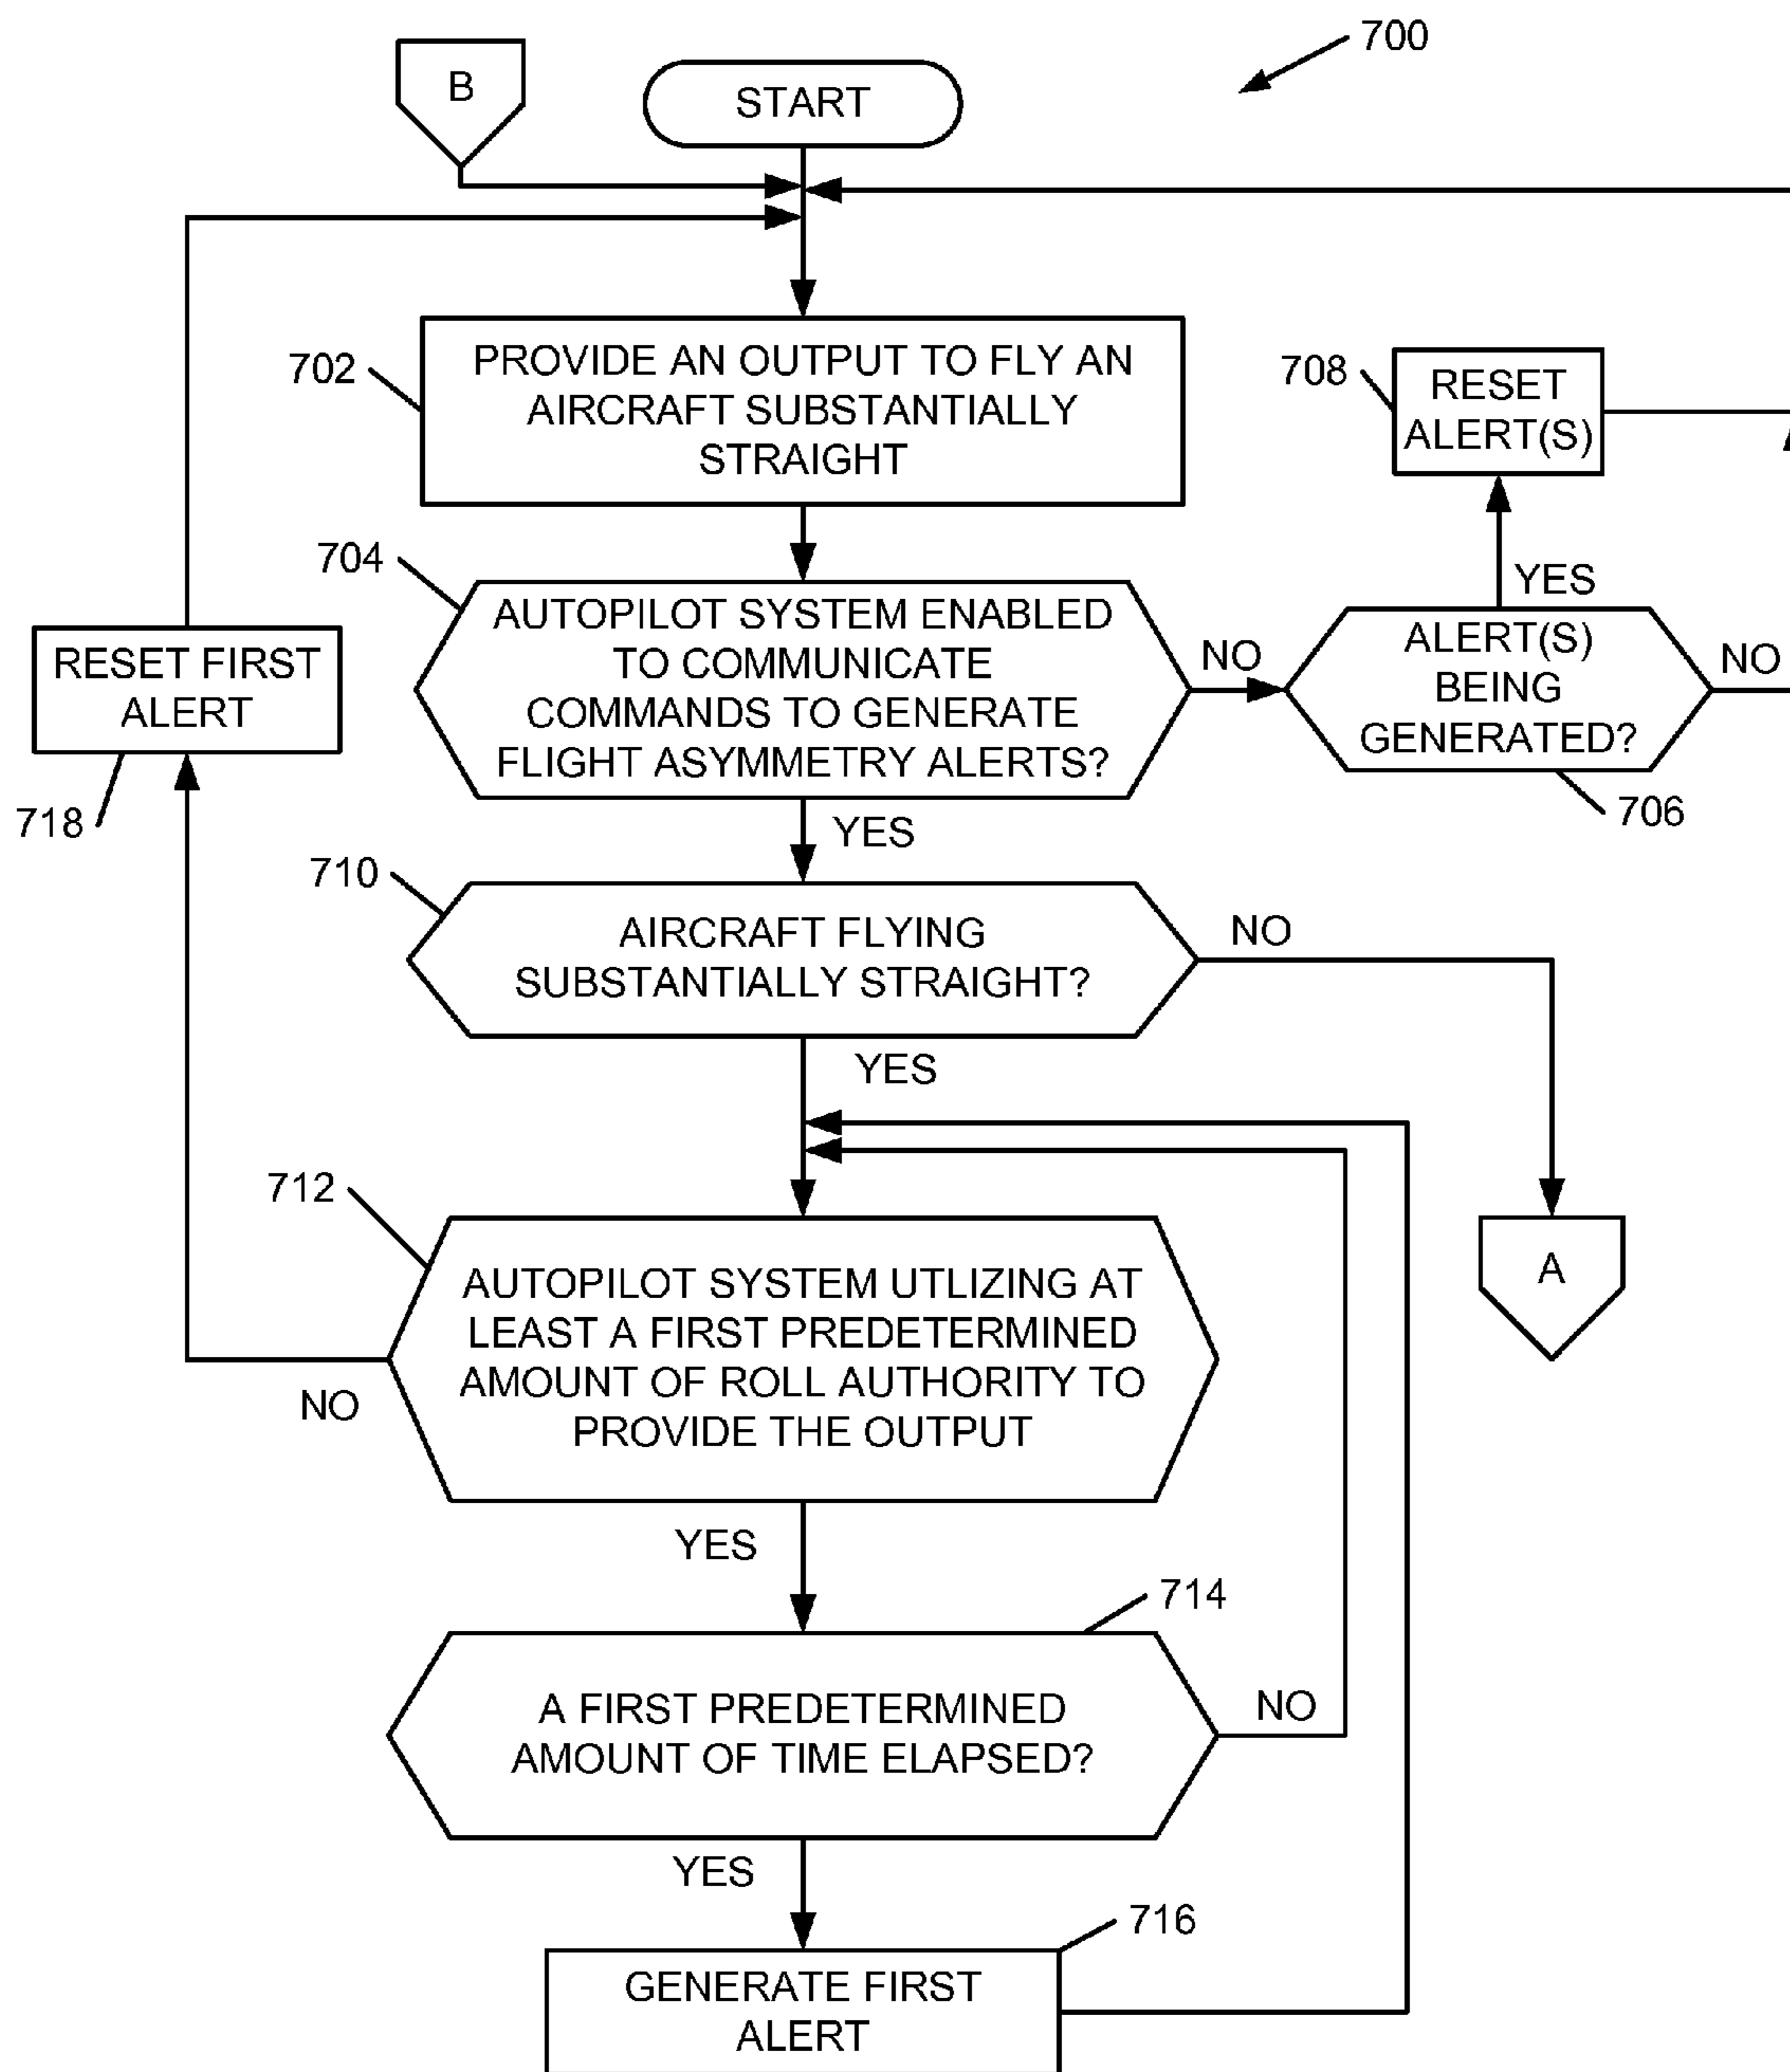 700
B
START
702
PROVIDE AN OUTPUT TO FLY AN
AIRCRAFT SUBSTANTIALLY
STRAIGHT
708
RESET
ALERT(S)
704
AUTOPILOT SYSTEM ENABLED
TO COMMUNICATE
COMMANDS TO GENERATE
FLIGHT ASYMMETRY ALERTS?
NO
YES
ALERT(S)
BEING
GENERATED?
NO
706
RESET FIRST
ALERT
718
YES
710
AIRCRAFT FLYING
SUBSTANTIALLY STRAIGHT?
NO
YES
A
712
AUTOPILOT SYSTEM UTLIZING AT
LEAST A FIRST PREDETERMINED
AMOUNT OF ROLL AUTHORITY TO
PROVIDE THE OUTPUT
NO
YES
714
A FIRST PREDETERMINED
AMOUNT OF TIME ELAPSED?
NO
YES
716
GENERATE FIRST
ALERT